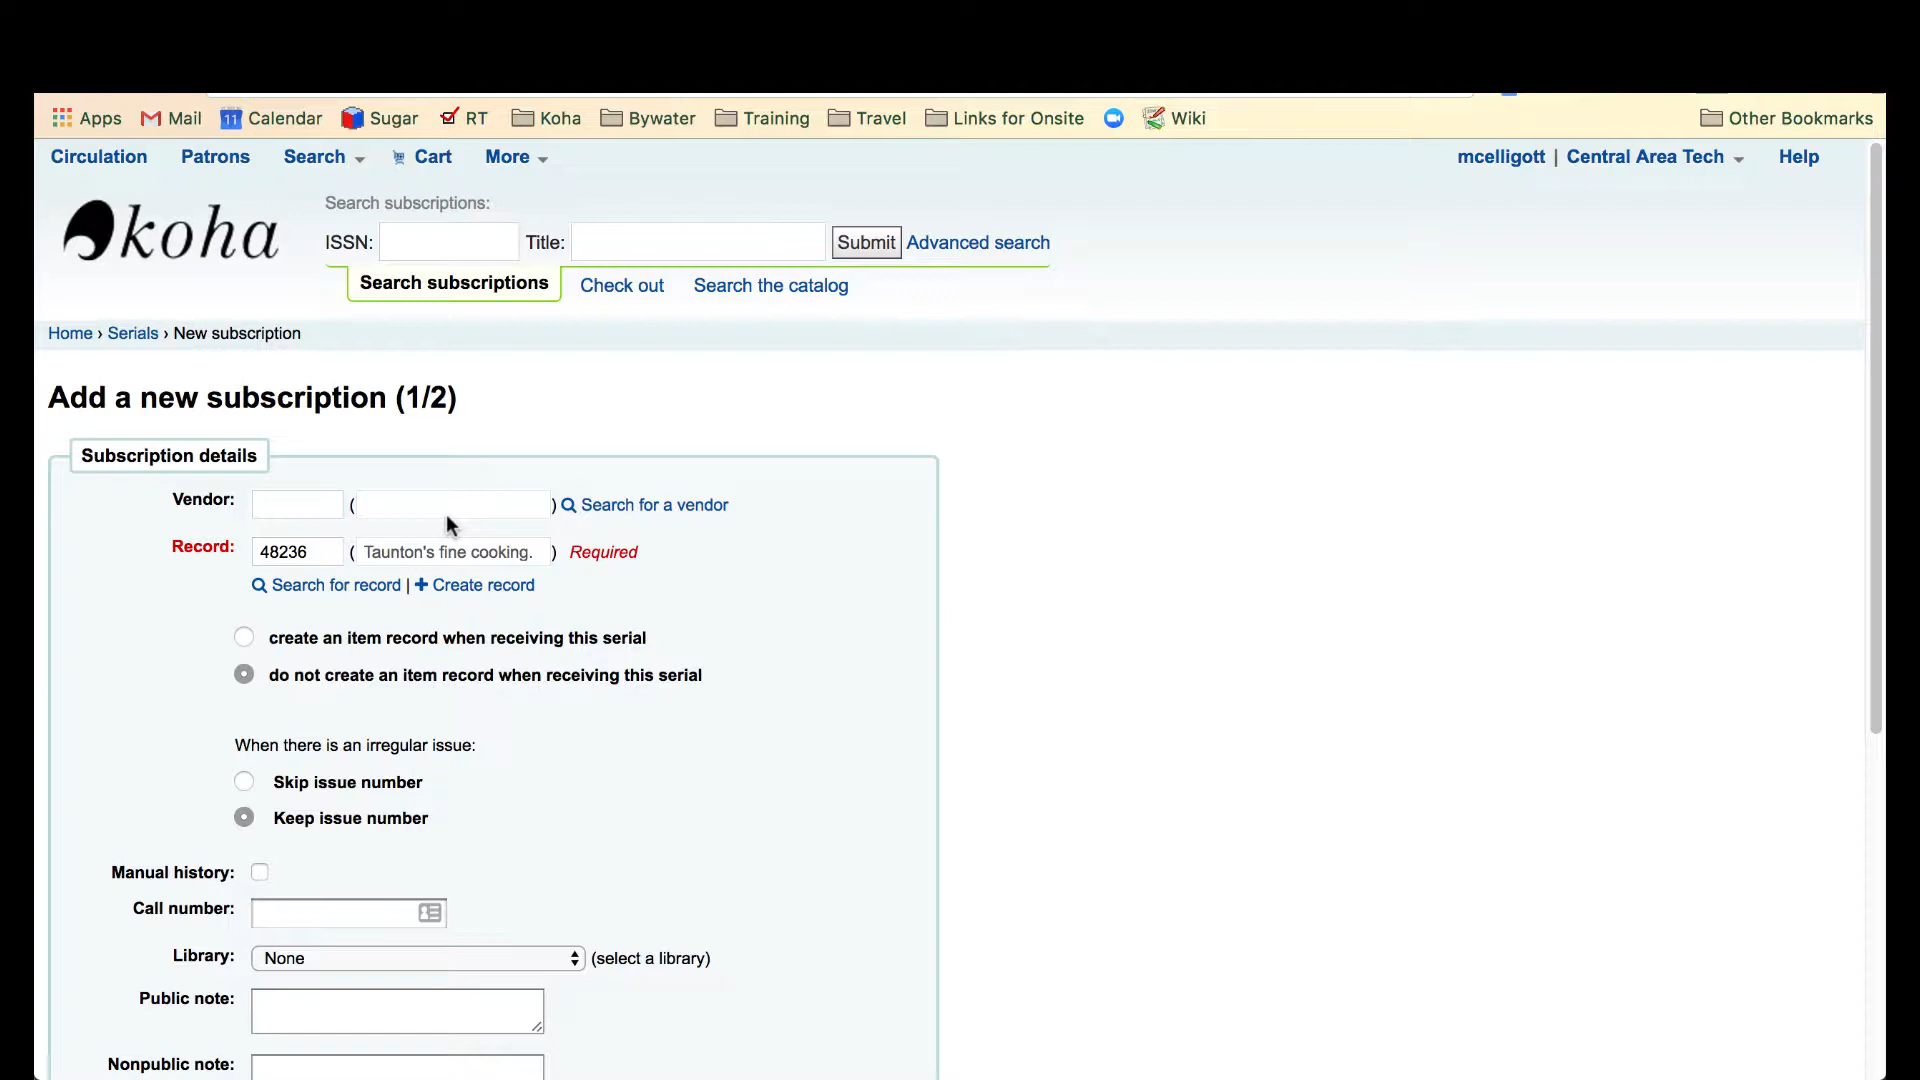 Apps Mail 11 Calendar Sugar RT Koha Bywater Training Travel Links for Onsite Wiki Other Bookmarks
Circulation Patrons Search Cart More mcelligott | Central Area Tech Help
koha
Search subscriptions:
ISSN: Title: Submit Advanced search
Search subscriptions Check out Search the catalog
Home › Serials › New subscription
Add a new subscription (1/2)
Subscription details
Vendor: ( ) Search for a vendor
Record: 48236 ( Taunton's fine cooking. ) Required
Search for record | + Create record
create an item record when receiving this serial
do not create an item record when receiving this serial
When there is an irregular issue:
Skip issue number
Keep issue number
Manual history:
Call number:
Library: None (select a library)
Public note:
Nonpublic note: